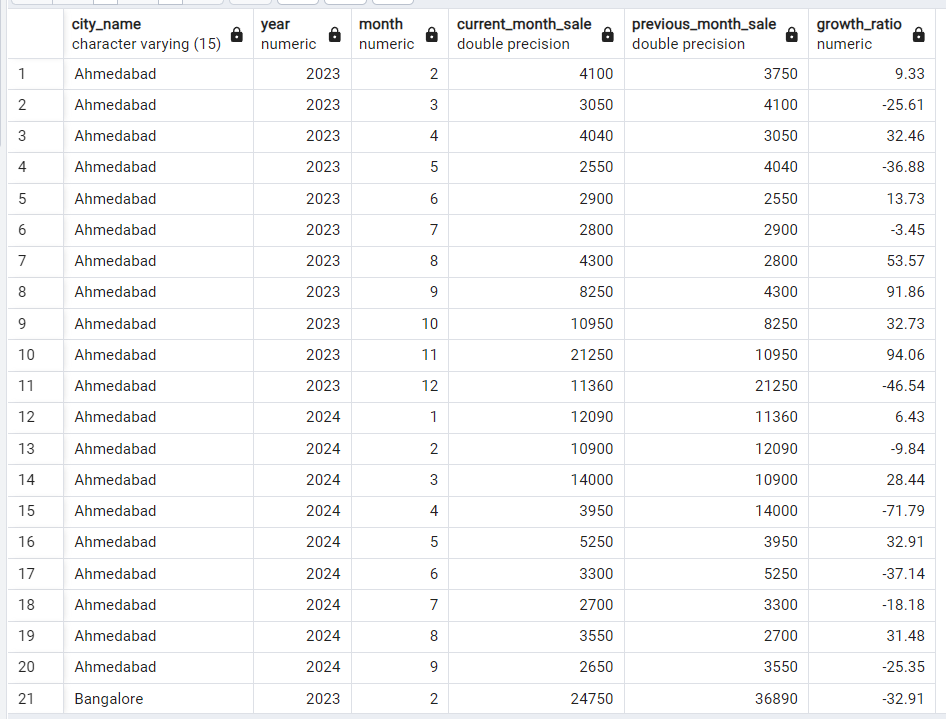 city_name year month current_month_sale previous_month_sale growth_ratio
character varying (15) numeric numeric double precision double precision numeric
1 Ahmedabad 2023 2 4100 3750 9.33
2 Ahmedabad 2023 3 3050 4100 -25.61
3 Ahmedabad 2023 4 4040 3050 32.46
4 Ahmedabad 2023 5 2550 4040 -36.88
5 Ahmedabad 2023 6 2900 2550 13.73
6 Ahmedabad 2023 7 2800 2900 -3.45
7 Ahmedabad 2023 8 4300 2800 53.57
8 Ahmedabad 2023 9 8250 4300 91.86
9 Ahmedabad 2023 10 10950 8250 32.73
10 Ahmedabad 2023 11 21250 10950 94.06
11 Ahmedabad 2023 12 11360 21250 -46.54
12 Ahmedabad 2024 1 12090 11360 6.43
13 Ahmedabad 2024 2 10900 12090 -9.84
14 Ahmedabad 2024 3 14000 10900 28.44
15 Ahmedabad 2024 4 3950 14000 -71.79
16 Ahmedabad 2024 5 5250 3950 32.91
17 Ahmedabad 2024 6 3300 5250 -37.14
18 Ahmedabad 2024 7 2700 3300 -18.18
19 Ahmedabad 2024 8 3550 2700 31.48
20 Ahmedabad 2024 9 2650 3550 -25.35
21 Bangalore 2023 2 24750 36890 -32.91